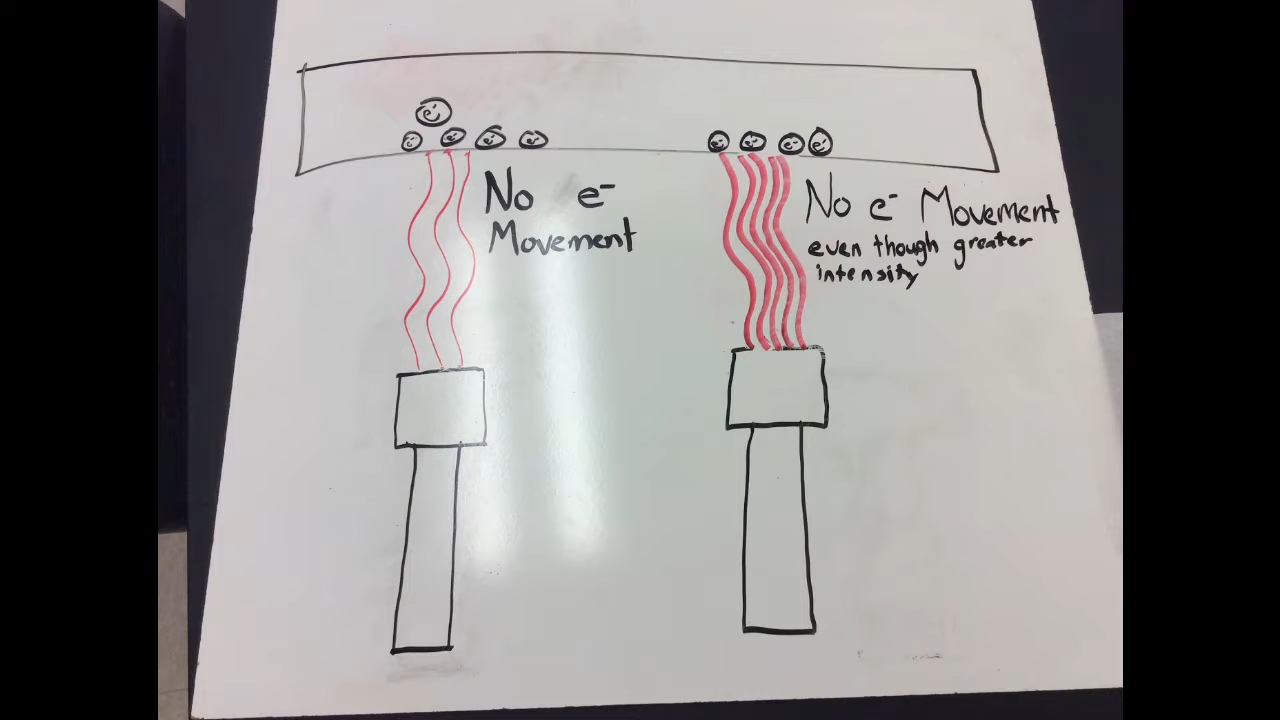 e⁻ e⁻ e⁻ e⁻ e⁻
e⁻ e⁻ e⁻ e⁻
No e⁻
Movement
No e⁻ Movement
even though greater
intensity